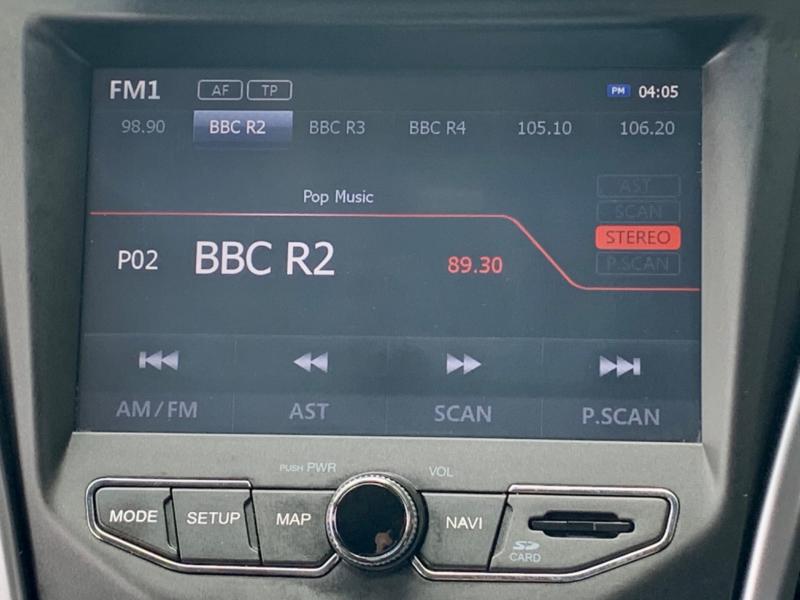 FM1 AF TP PM 04:05
98.90 BBC R2 BBC R3 BBC R4 105.10 106.20
Pop Music
AST
SCAN
STEREO
P.SCAN
P02 BBC R2 89.30
AM/FM AST SCAN P.SCAN
PUSH PWR VOL
MODE SETUP MAP NAVI
SD
CARD